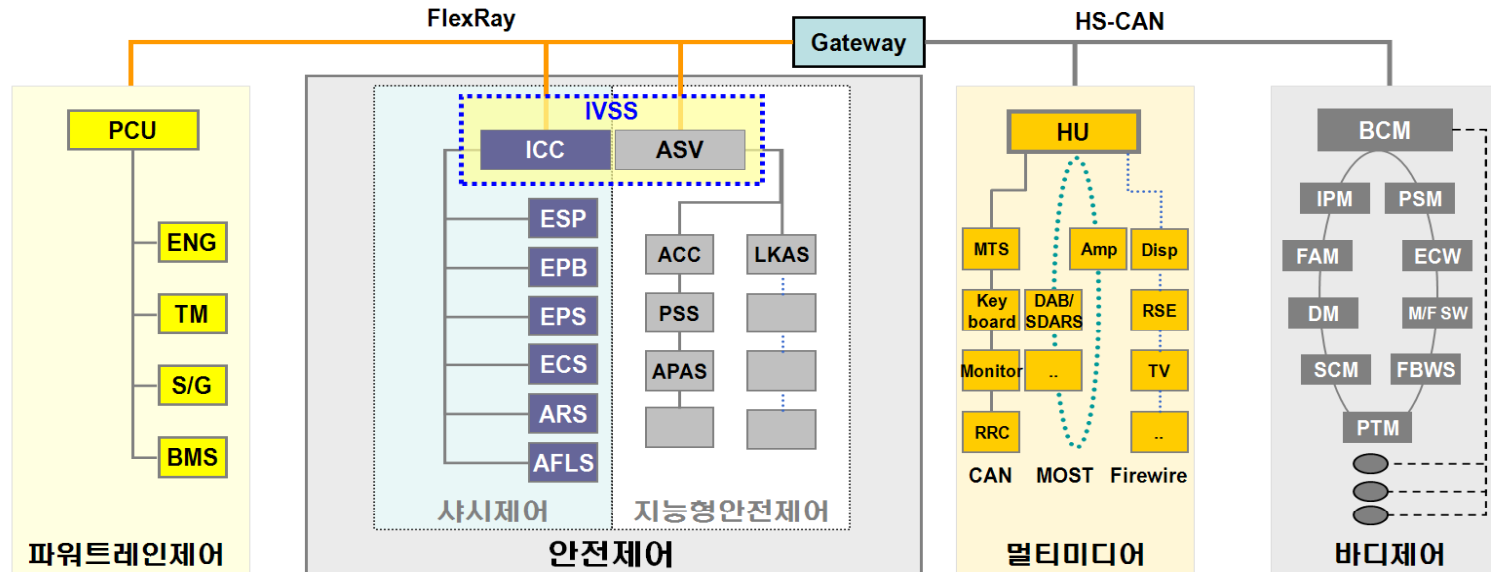 FlexRay
HS-CAN
Gateway
PCU
ENG
TM
S/G
BMS
파워트레인제어
IVSS
ICC
ASV
ESP
EPB
EPS
ECS
ARS
AFLS
샤시제어
ACC
PSS
APAS
LKAS
지능형안전제어
안전제어
HU
MTS
Key
board
Monitor
RRC
CAN
Amp
DAB/
SDARS
..
MOST
Disp
RSE
TV
..
Firewire
멀티미디어
BCM
IPM
PSM
FAM
ECW
DM
M/F SW
SCM
FBWS
PTM
바디제어